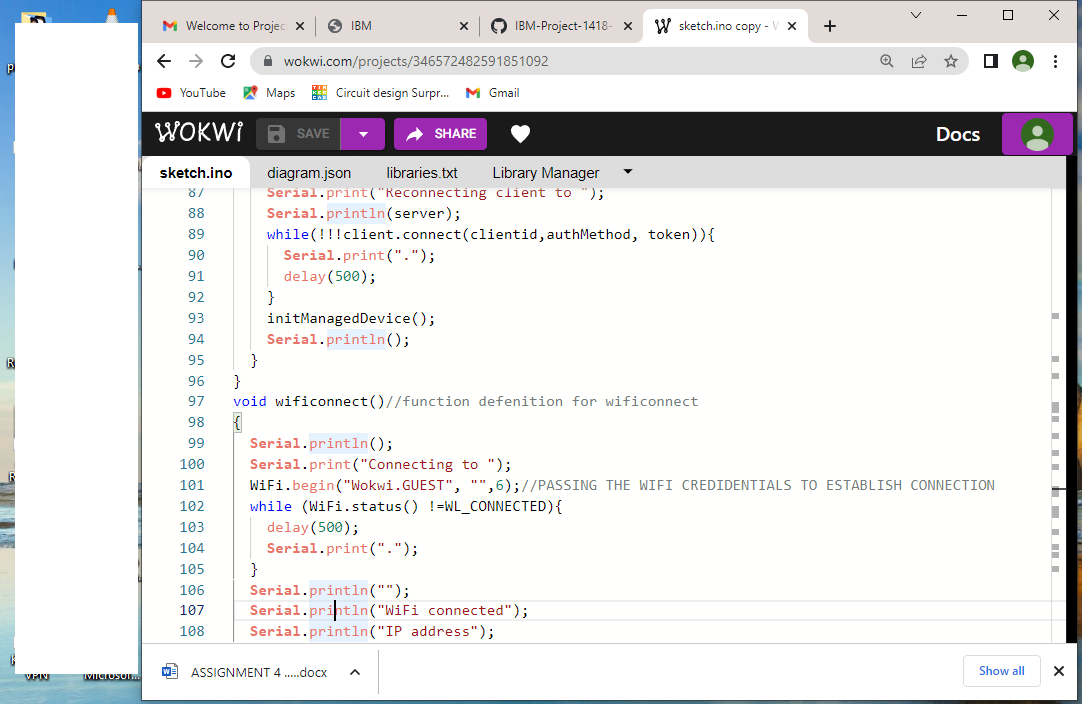 Welcome to Projec
IBM
IBM-Project-1418-
sketch.ino copy - W
wokwi.com/projects/346572482591851092
YouTube
Maps
Circuit design Surpr...
Gmail
WOKWI
SAVE
SHARE
Docs
sketch.ino
diagram.json
libraries.txt
Library Manager
87 Serial.print("Reconnecting client to ");
88 Serial.println(server);
89 while(!!!client.connect(clientid,authMethod, token)){
90 Serial.print(".");
91 delay(500);
92 }
93 initManagedDevice();
94 Serial.println();
95 }
96 }
97 void wificonnect()//function defenition for wificonnect
98 {
99 Serial.println();
100 Serial.print("Connecting to ");
101 WiFi.begin("Wokwi.GUEST", "",6);//PASSING THE WIFI CREDIDENTIALS TO ESTABLISH CONNECTION
102 while (WiFi.status() !=WL_CONNECTED){
103 delay(500);
104 Serial.print(".");
105 }
106 Serial.println("");
107 Serial.println("WiFi connected");
108 Serial.println("IP address");
ASSIGNMENT 4 .....docx
Show all
VPN
Microsof...